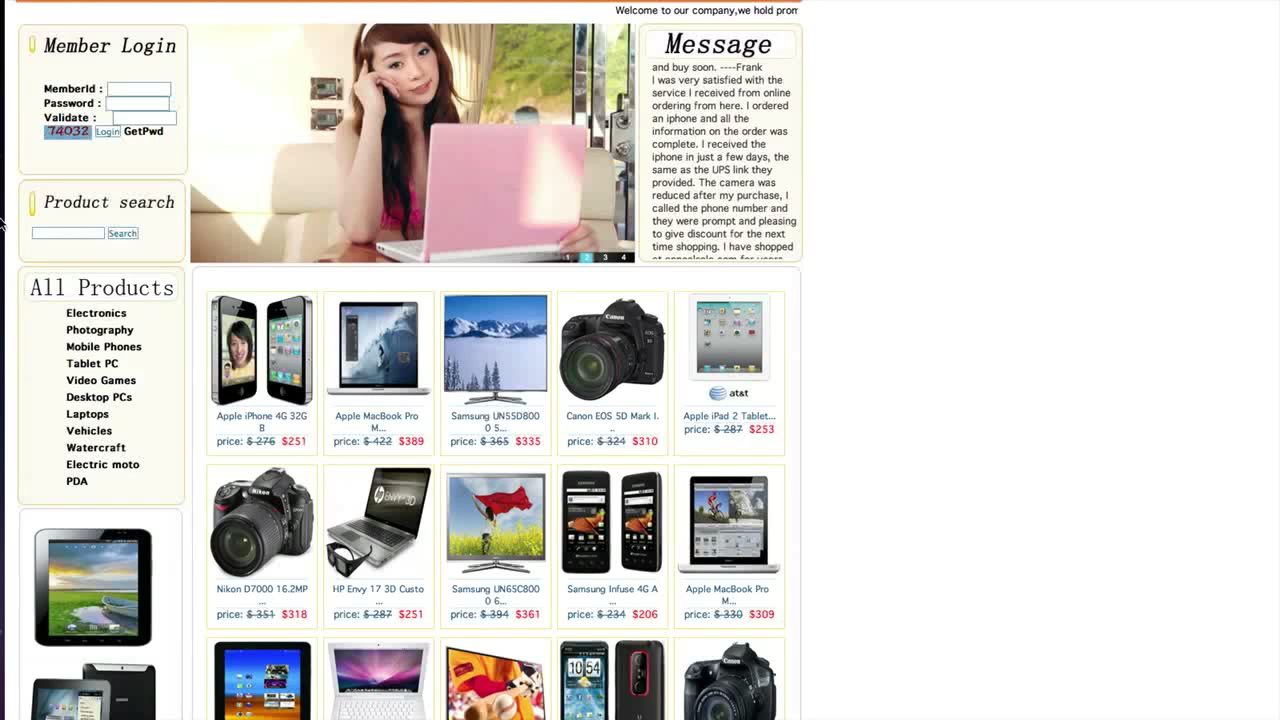 Welcome to our company,we hold prom
Member Login
MemberId :
Password :
Validate :
74032 Login GetPwd
Product search
Search
1 2 3 4
Message
and buy soon. ----Frank
I was very satisfied with the
service I received from online
ordering from here. I ordered
an iphone and all the
information on the order was
complete. I received the
iphone in just a few days, the
same as the UPS link they
provided. The camera was
reduced after my purchase, I
called the phone number and
they were prompt and pleasing
to give discount for the next
time shopping. I have shopped
All Products
Electronics
Photography
Mobile Phones
Tablet PC
Video Games
Desktop PCs
Laptops
Vehicles
Watercraft
Electric moto
PDA
Canon
at&t
Apple iPhone 4G 32G
B
price: $ 276 $251
Apple MacBook Pro
M...
price: $ 422 $389
Samsung UN55D800
0 5...
price: $ 365 $335
Canon EOS 5D Mark I.
..
price: $ 324 $310
Apple iPad 2 Tablet...
price: $ 287 $253
Nikon
ENVY 3D
Nikon D7000 16.2MP
...
price: $ 351 $318
HP Envy 17 3D Custo
...
price: $ 287 $251
Samsung UN65C800
0 6...
price: $ 394 $361
Samsung Infuse 4G A
...
price: $ 234 $206
Apple MacBook Pro
M...
price: $ 330 $309
10:54
Canon